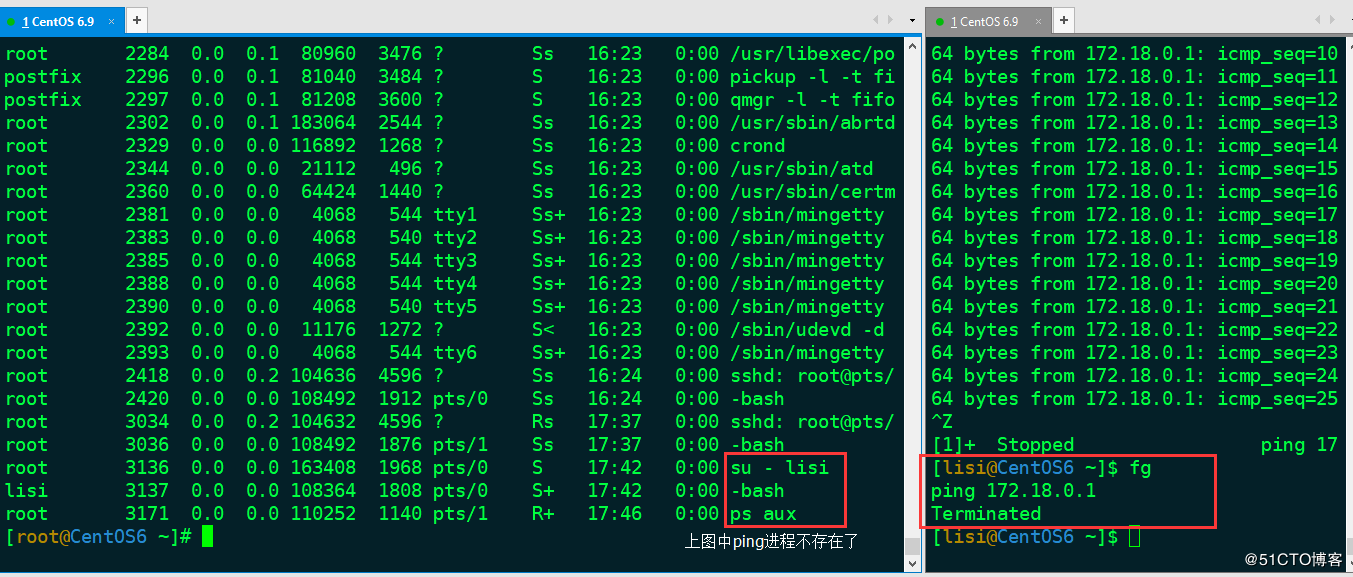 1 CentOS 6.9 × +
root 2284 0.0 0.1 80960 3476 ? Ss 16:23 0:00 /usr/libexec/po
postfix 2296 0.0 0.1 81040 3484 ? S 16:23 0:00 pickup -l -t fi
postfix 2297 0.0 0.1 81208 3600 ? S 16:23 0:00 qmgr -l -t fifo
root 2302 0.0 0.1 183064 2544 ? Ss 16:23 0:00 /usr/sbin/abrtd
root 2329 0.0 0.0 116892 1268 ? Ss 16:23 0:00 crond
root 2344 0.0 0.0 21112 496 ? Ss 16:23 0:00 /usr/sbin/atd
root 2360 0.0 0.0 64424 1440 ? Ss 16:23 0:00 /usr/sbin/certm
root 2381 0.0 0.0 4068 544 tty1 Ss+ 16:23 0:00 /sbin/mingetty
root 2383 0.0 0.0 4068 540 tty2 Ss+ 16:23 0:00 /sbin/mingetty
root 2385 0.0 0.0 4068 544 tty3 Ss+ 16:23 0:00 /sbin/mingetty
root 2388 0.0 0.0 4068 544 tty4 Ss+ 16:23 0:00 /sbin/mingetty
root 2390 0.0 0.0 4068 540 tty5 Ss+ 16:23 0:00 /sbin/mingetty
root 2392 0.0 0.0 11176 1272 ? S< 16:23 0:00 /sbin/udevd -d
root 2393 0.0 0.0 4068 544 tty6 Ss+ 16:23 0:00 /sbin/mingetty
root 2418 0.0 0.2 104636 4596 ? Ss 16:24 0:00 sshd: root@pts/
root 2420 0.0 0.0 108492 1912 pts/0 Ss 16:24 0:00 -bash
root 3034 0.0 0.2 104632 4596 ? Rs 17:37 0:00 sshd: root@pts/
root 3036 0.0 0.0 108492 1876 pts/1 Ss 17:37 0:00 -bash
root 3136 0.0 0.0 163408 1968 pts/0 S 17:42 0:00 su - lisi
lisi 3137 0.0 0.0 108364 1808 pts/0 S+ 17:42 0:00 -bash
root 3171 0.0 0.0 110252 1140 pts/1 R+ 17:46 0:00 ps aux
[root@CentOS6 ~]#
上图中ping进程不存在了
1 CentOS 6.9 × +
64 bytes from 172.18.0.1: icmp_seq=10
64 bytes from 172.18.0.1: icmp_seq=11
64 bytes from 172.18.0.1: icmp_seq=12
64 bytes from 172.18.0.1: icmp_seq=13
64 bytes from 172.18.0.1: icmp_seq=14
64 bytes from 172.18.0.1: icmp_seq=15
64 bytes from 172.18.0.1: icmp_seq=16
64 bytes from 172.18.0.1: icmp_seq=17
64 bytes from 172.18.0.1: icmp_seq=18
64 bytes from 172.18.0.1: icmp_seq=19
64 bytes from 172.18.0.1: icmp_seq=20
64 bytes from 172.18.0.1: icmp_seq=21
64 bytes from 172.18.0.1: icmp_seq=22
64 bytes from 172.18.0.1: icmp_seq=23
64 bytes from 172.18.0.1: icmp_seq=24
64 bytes from 172.18.0.1: icmp_seq=25
^Z
[1]+ Stopped ping 17
[lisi@CentOS6 ~]$ fg
ping 172.18.0.1
Terminated
[lisi@CentOS6 ~]$
@51CTO博客